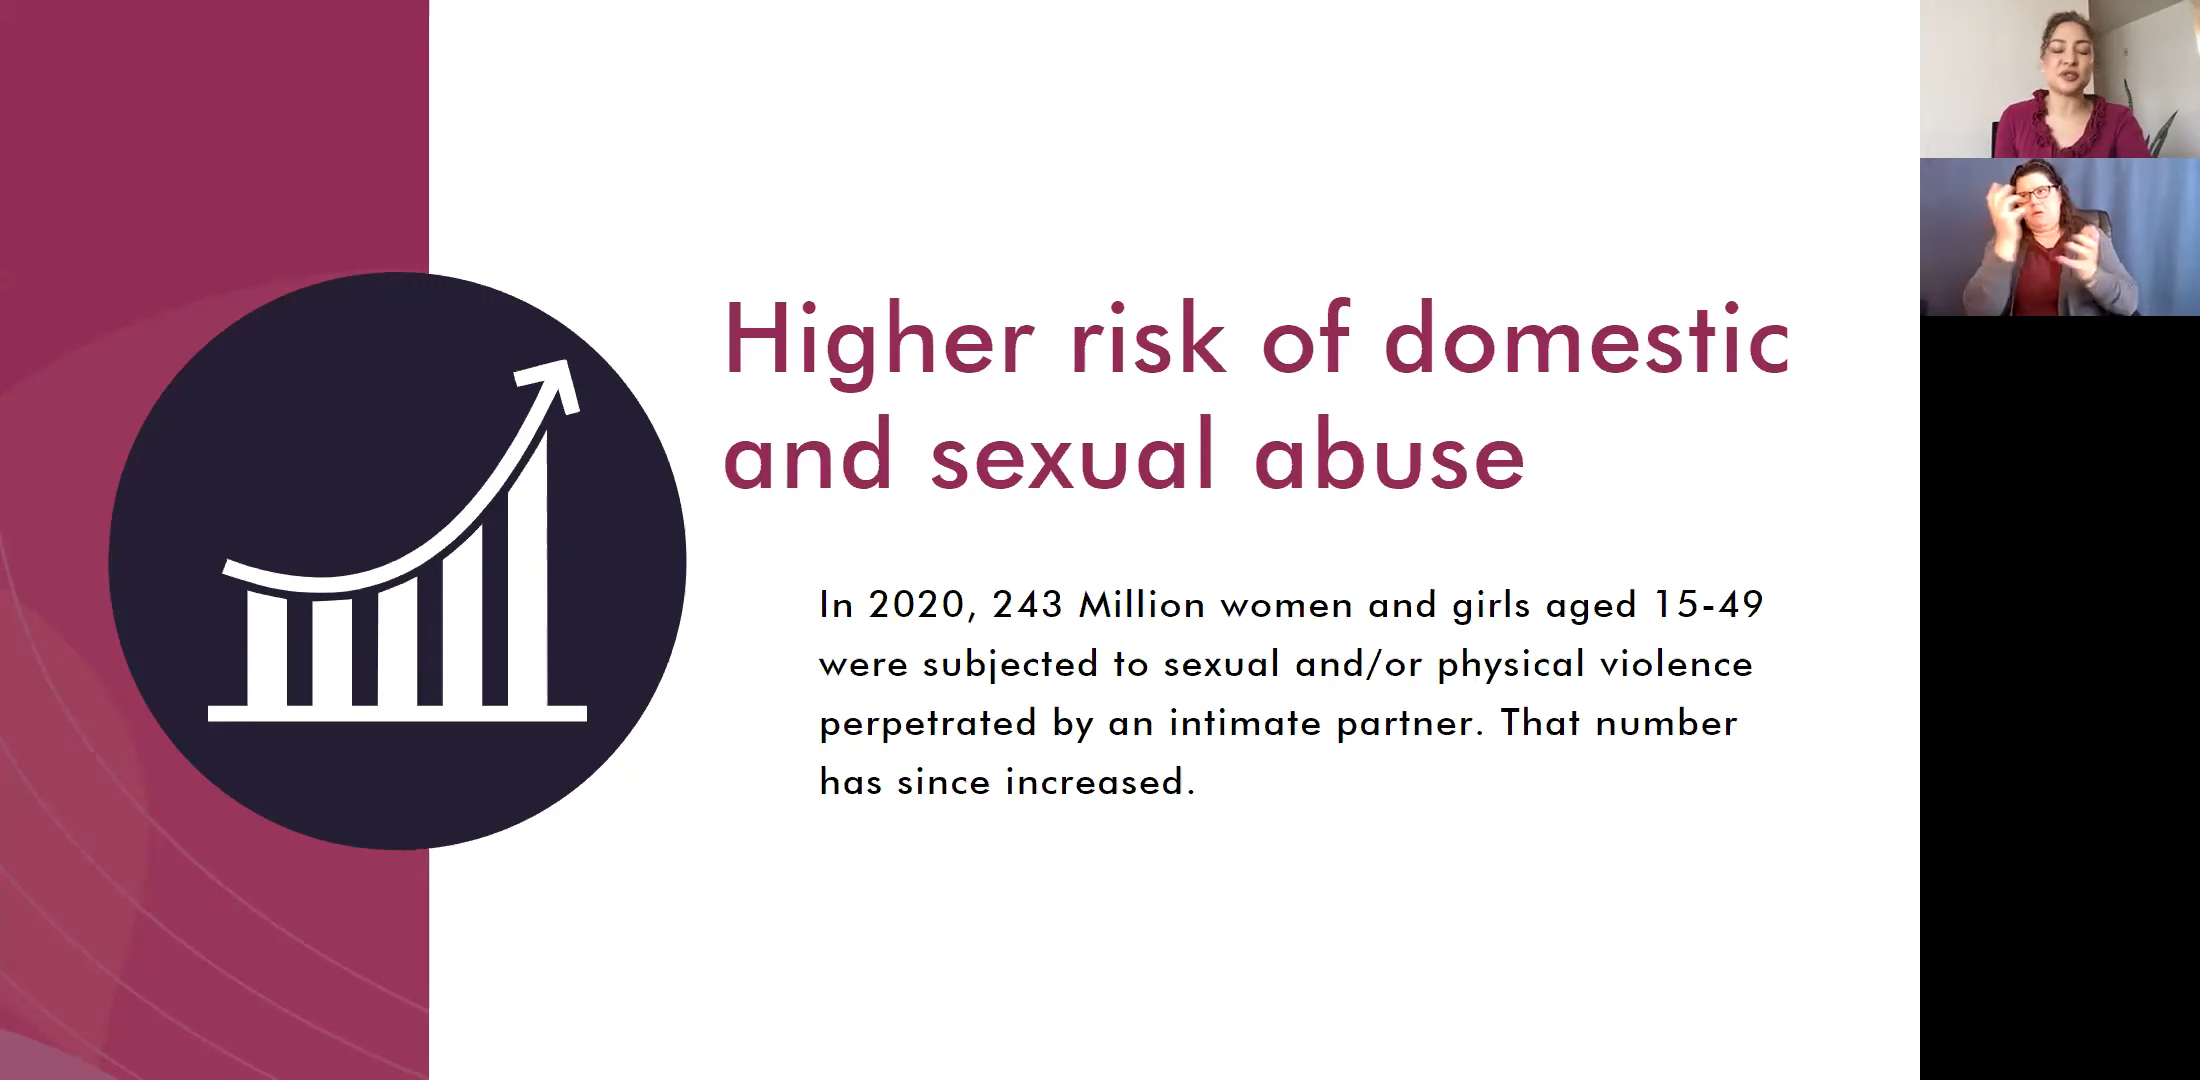 Higher risk of domestic
and sexual abuse
In 2020, 243 Million women and girls aged 15-49
were subjected to sexual and/or physical violence
perpetrated by an intimate partner. That number
has since increased.